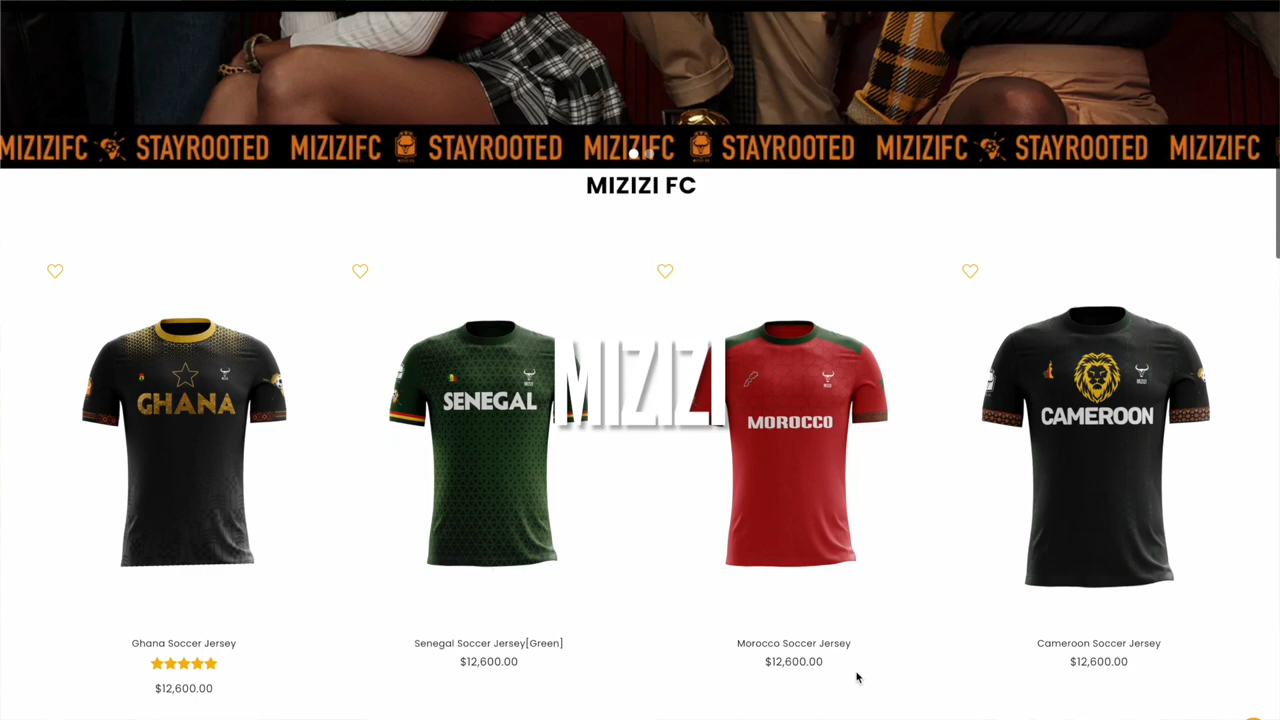 MIZIZIFC STAYROOTED MIZIZIFC STAYROOTED MIZIZIFC STAYROOTED MIZIZIFC STAYROOTED MIZIZIFC
MIZIZI FC
GHANA
SENEGAL
MIZIZI
MOROCCO
CAMEROON
Ghana Soccer Jersey
Senegal Soccer Jersey[Green]
Morocco Soccer Jersey
Cameroon Soccer Jersey
$12,600.00
$12,600.00
$12,600.00
$12,600.00